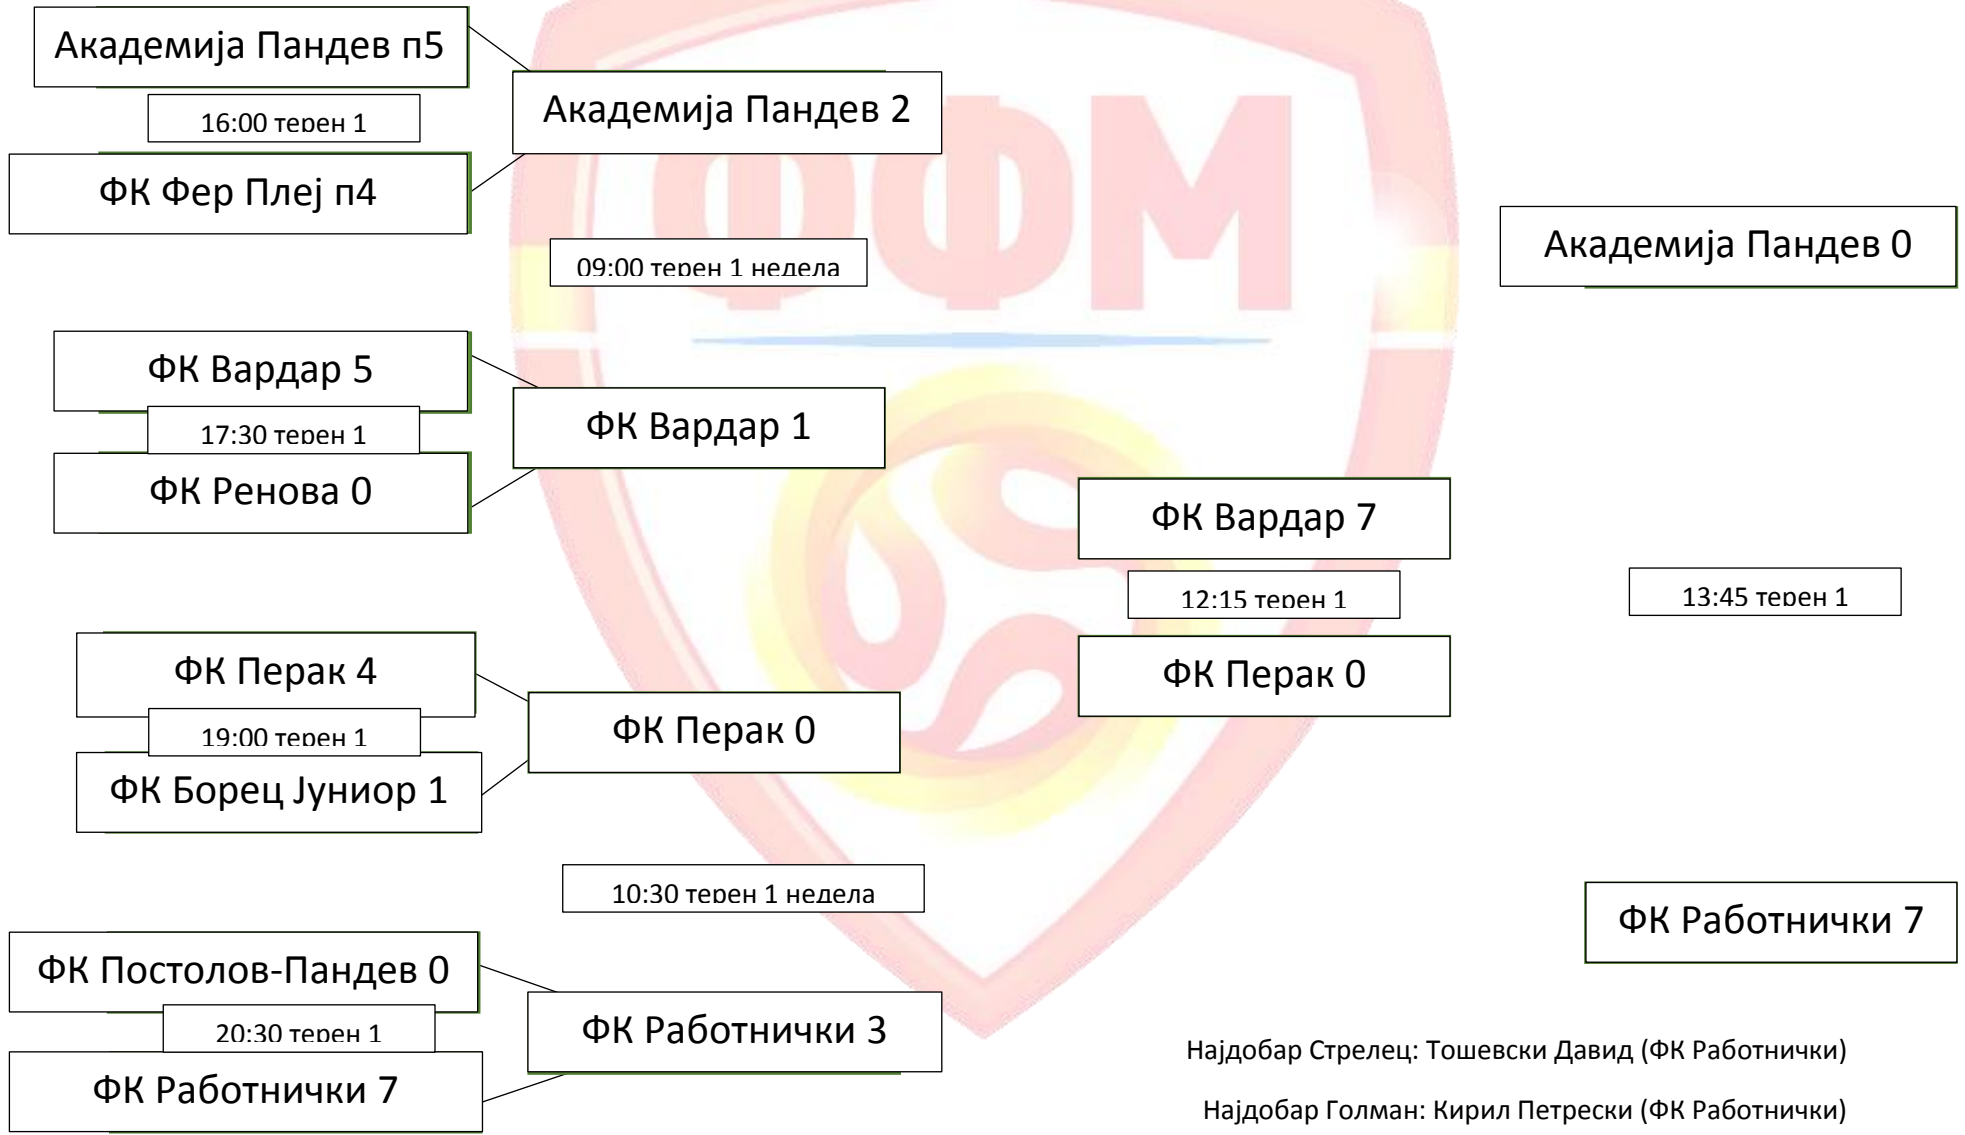 Академија Пандев п5
16:00 терен 1
ФК Фер Плеј п4
Академија Пандев 2
09:00 терен 1 недела
ФК Вардар 5
17:30 терен 1
ФК Ренова 0
ФК Вардар 1
ФК Перак 4
19:00 терен 1
ФК Борец Јуниор 1
ФК Перак 0
10:30 терен 1 недела
ФК Постолов-Пандев 0
20:30 терен 1
ФК Работнички 7
ФК Работнички 3
ФФМ
ФК Вардар 7
12:15 терен 1
ФК Перак 0
Академија Пандев 0
13:45 терен 1
ФК Работнички 7
Најдобар Стрелец: Тошевски Давид (ФК Работнички)
Најдобар Голман: Кирил Петрески (ФК Работнички)